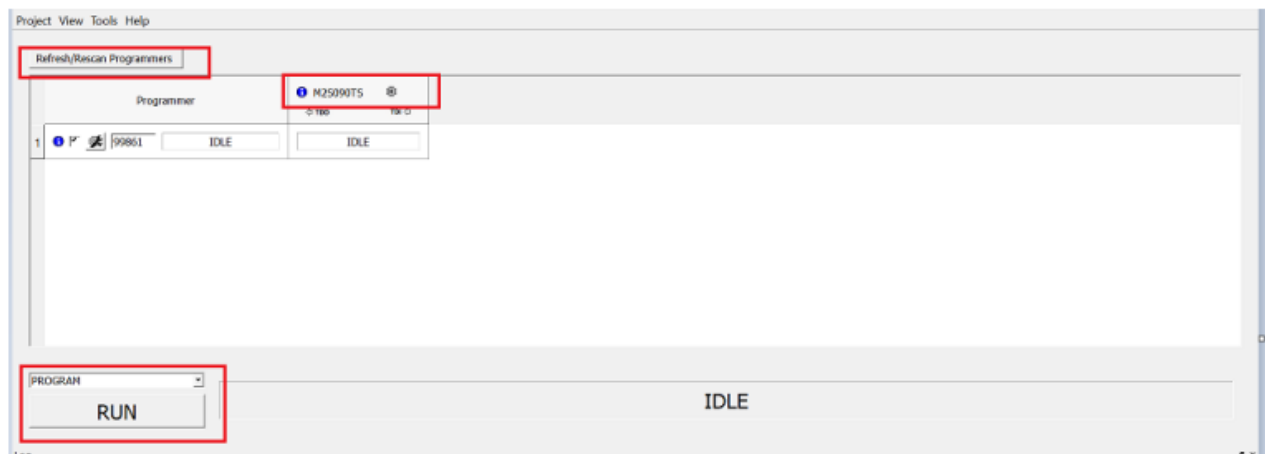 Project View Tools Help
Refresh/Rescan Programmers
Programmer
M2S090TS
TDO
TDI
1 99861 IDLE IDLE
PROGRAM
RUN
IDLE